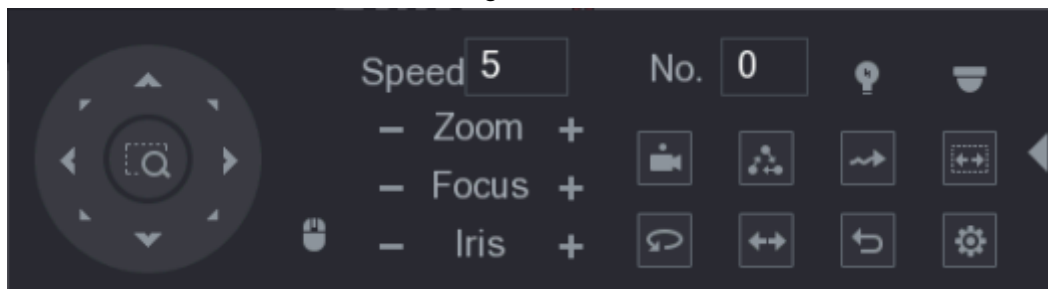 Speed 5 No. 0
– Zoom +
– Focus +
– Iris +